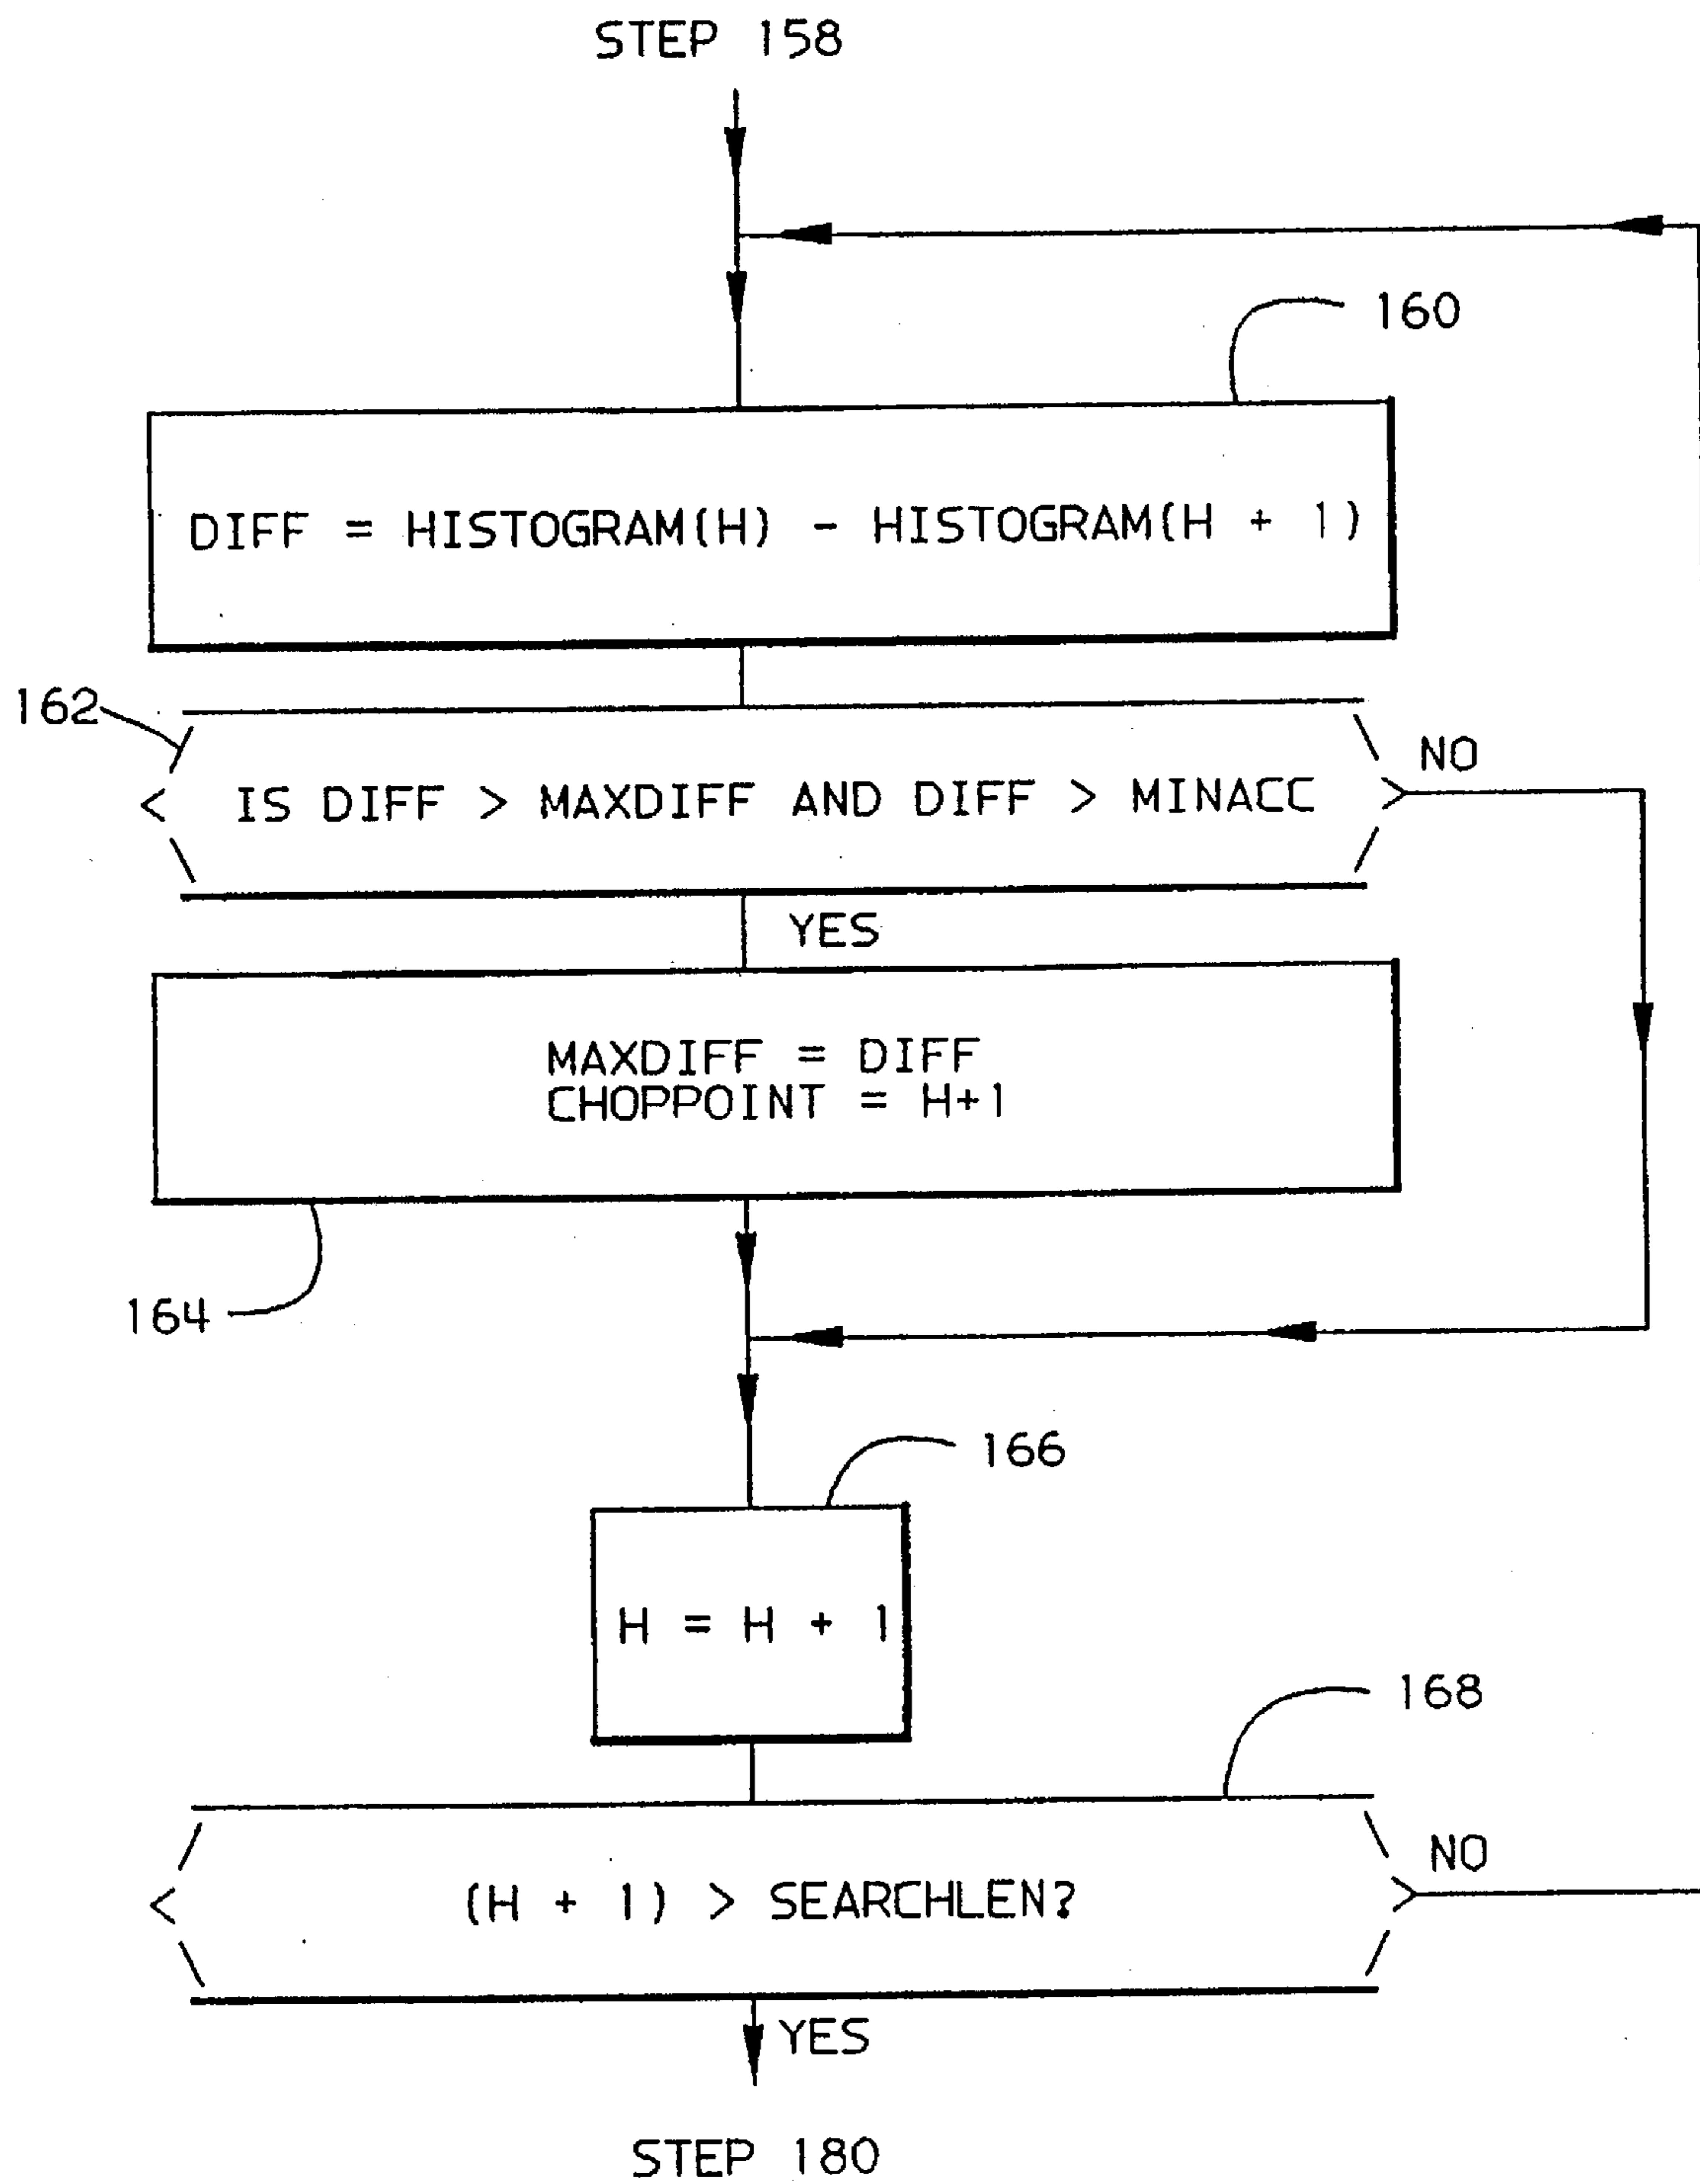 STEP 158
160
DIFF = HISTOGRAM(H) - HISTOGRAM(H + 1)
162
NO
< IS DIFF > MAXDIFF AND DIFF > MINACC >
YES
MAXDIFF = DIFF
CHOPPOINT = H+1
164
166
H = H + 1
168
NO
< (H + 1) > SEARCHLEN? >
YES
STEP 180